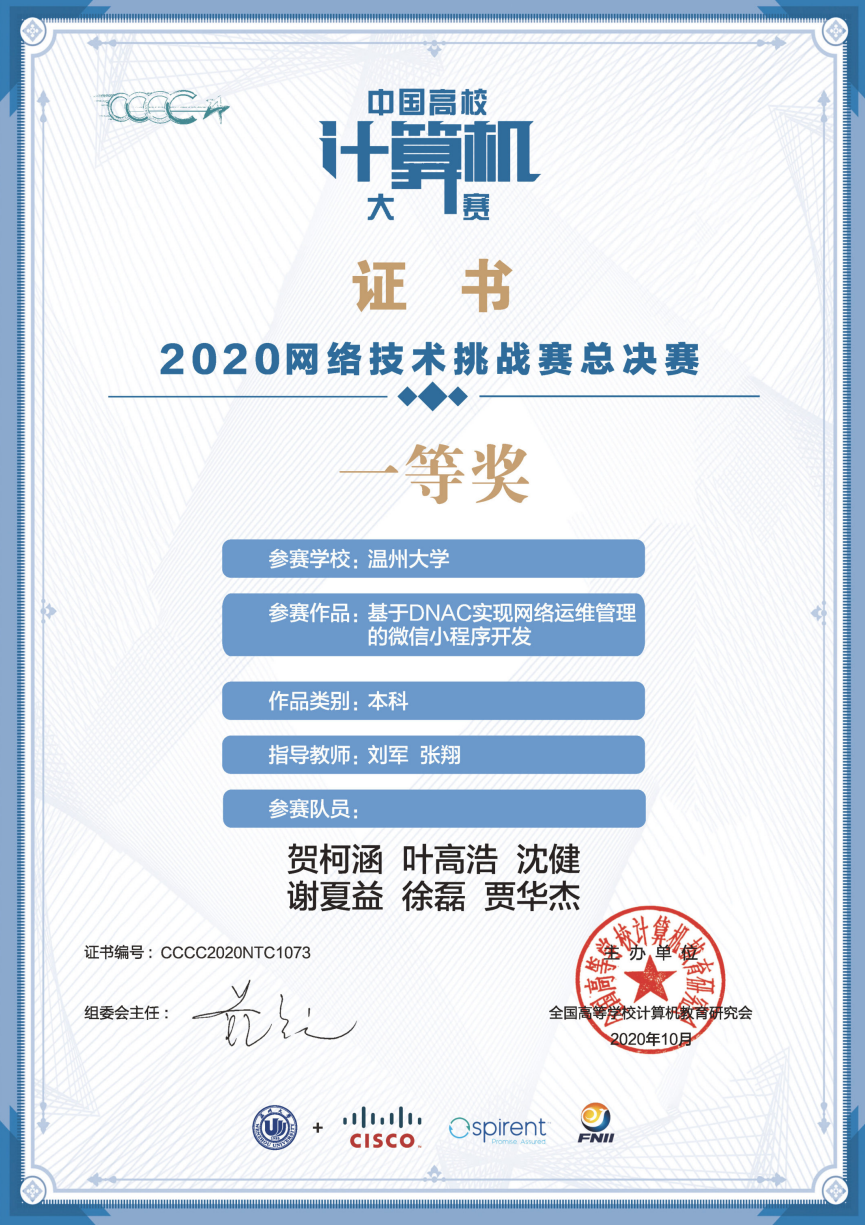 CCCC
中国高校
计算机
大赛
证 书
2020网络技术挑战赛总决赛
一等奖
参赛学校：温州大学
参赛作品：基于DNAC实现网络运维管理
的微信小程序开发
作品类别：本科
指导教师：刘军 张翔
参赛队员：
贺柯涵 叶高浩 沈健
谢夏益 徐磊 贾华杰
证书编号：CCCC2020NTC1073
主办单位
组委会主任：
全国高等学校计算机教育研究会
2020年10月
全国高等学校计算机教育研究会
+
CISCO
spirent
Promise. Assured.
FNII